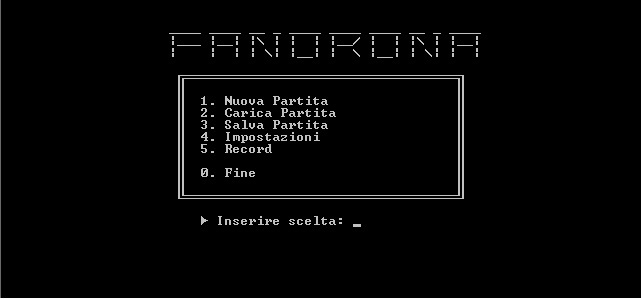 FANORONA
1. Nuova Partita
2. Carica Partita
3. Salva Partita
4. Impostazioni
5. Record
0. Fine
Inserire scelta: _